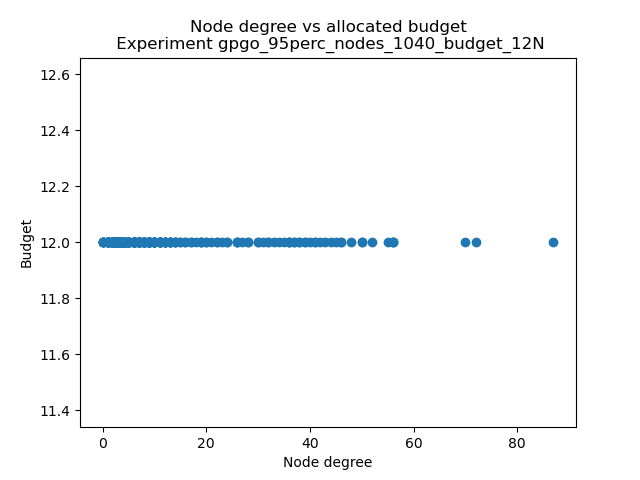 Node degree vs allocated budget
Experiment gpgo_95perc_nodes_1040_budget_12N
12.6
12.4
12.2
12.0
11.8
11.6
11.4
Budget
0 20 40 60 80
Node degree